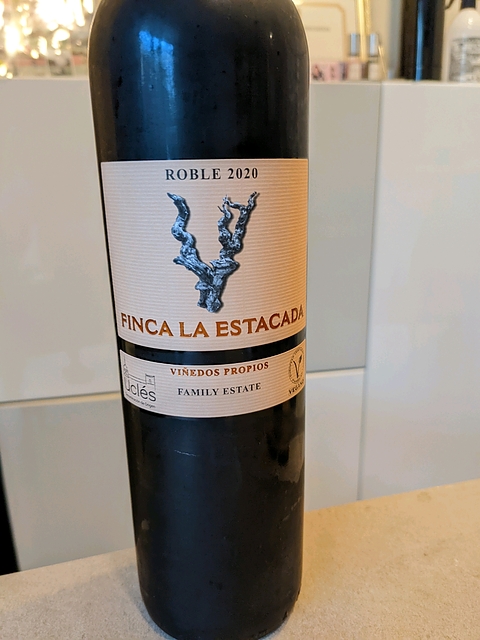 ROBLE 2020
FINCA LA ESTACADA
VIÑEDOS PROPIOS
FAMILY ESTATE
uclés